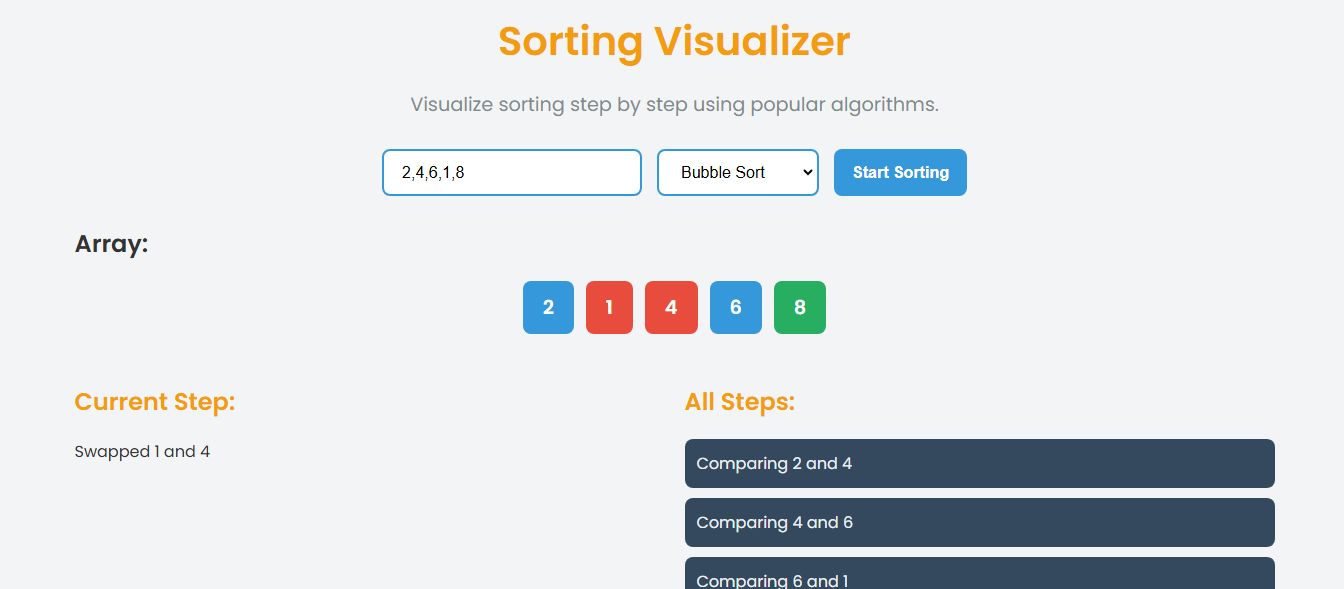 Sorting Visualizer
Visualize sorting step by step using popular algorithms.
2,4,6,1,8
Bubble Sort
Start Sorting
Array:
2 1 4 6 8
Current Step:
Swapped 1 and 4
All Steps:
Comparing 2 and 4
Comparing 4 and 6
Comparing 6 and 1